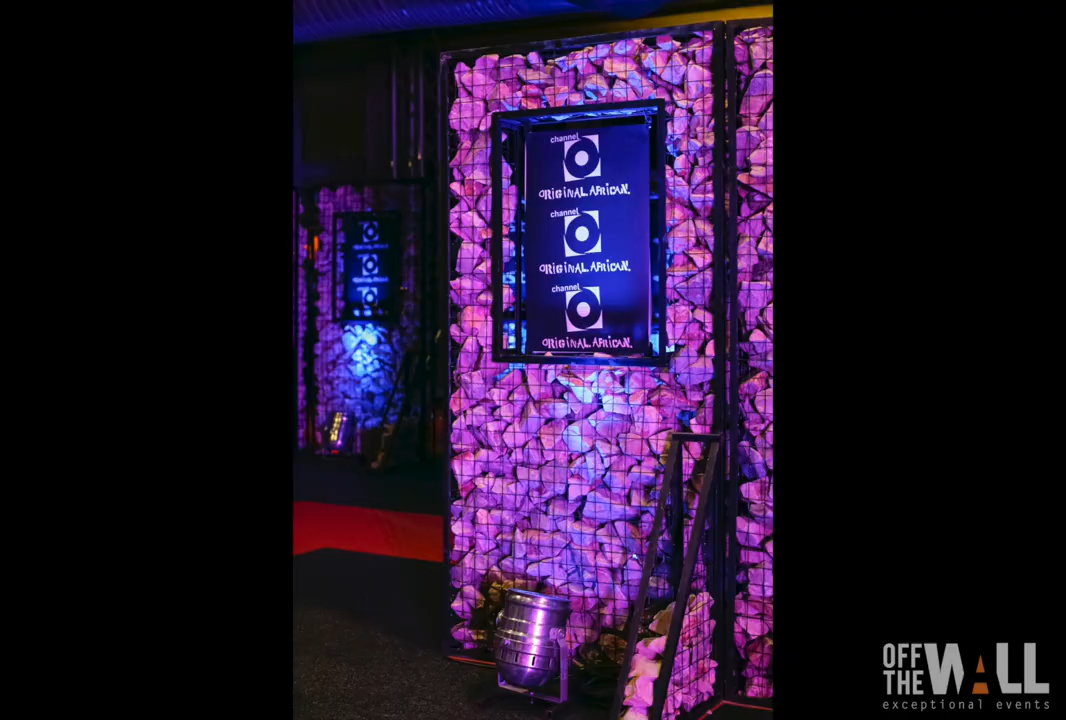 channel
O
ORiGiNAL. AFRiCAN.
channel
O
ORiGiNAL. AFRiCAN.
channel
O
ORiGiNAL. AFRiCAN.
OFF THE WALL
exceptional events